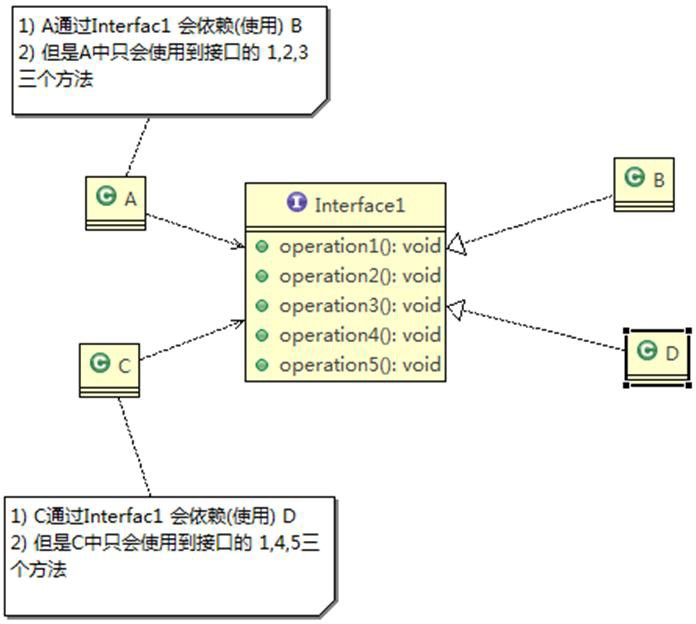 1) A通过Interfac1 会依赖(使用) B
2) 但是A中只会使用到接口的 1,2,3
三个方法
C A
I Interface1
operation1(): void
operation2(): void
operation3(): void
operation4(): void
operation5(): void
C B
C C
C D
1) C通过Interfac1 会依赖(使用) D
2) 但是C中只会使用到接口的 1,4,5三
个方法